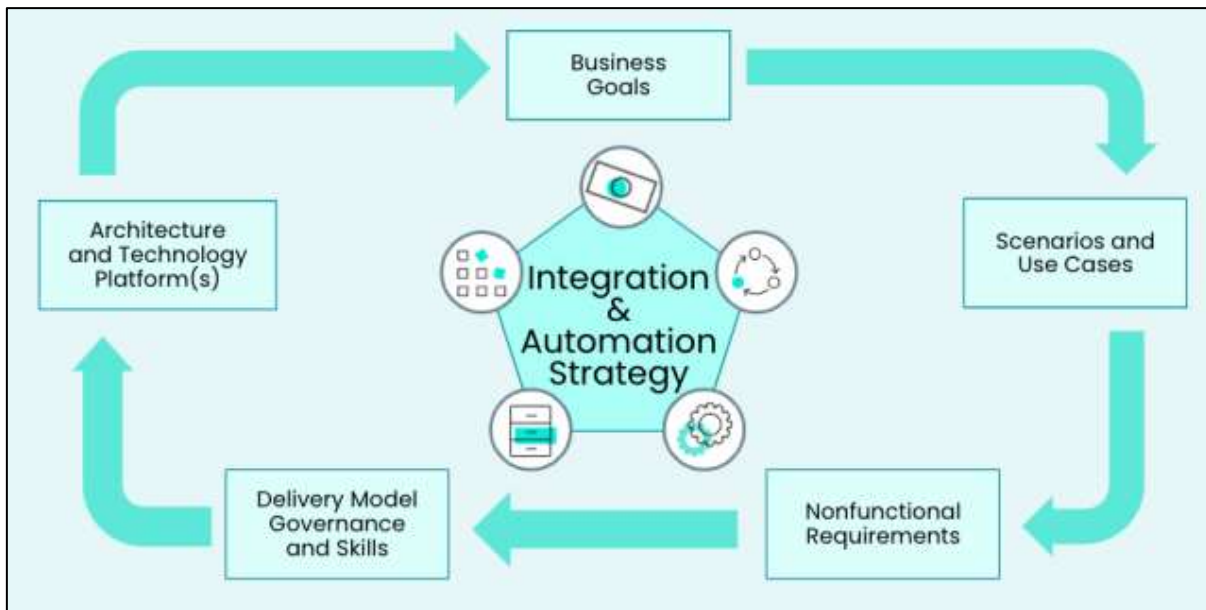 Business
Goals
Scenarios and
Use Cases
Nonfunctional
Requirements
Delivery Model
Governance
and Skills
Architecture
and Technology
Platform(s)
Integration
&
Automation
Strategy